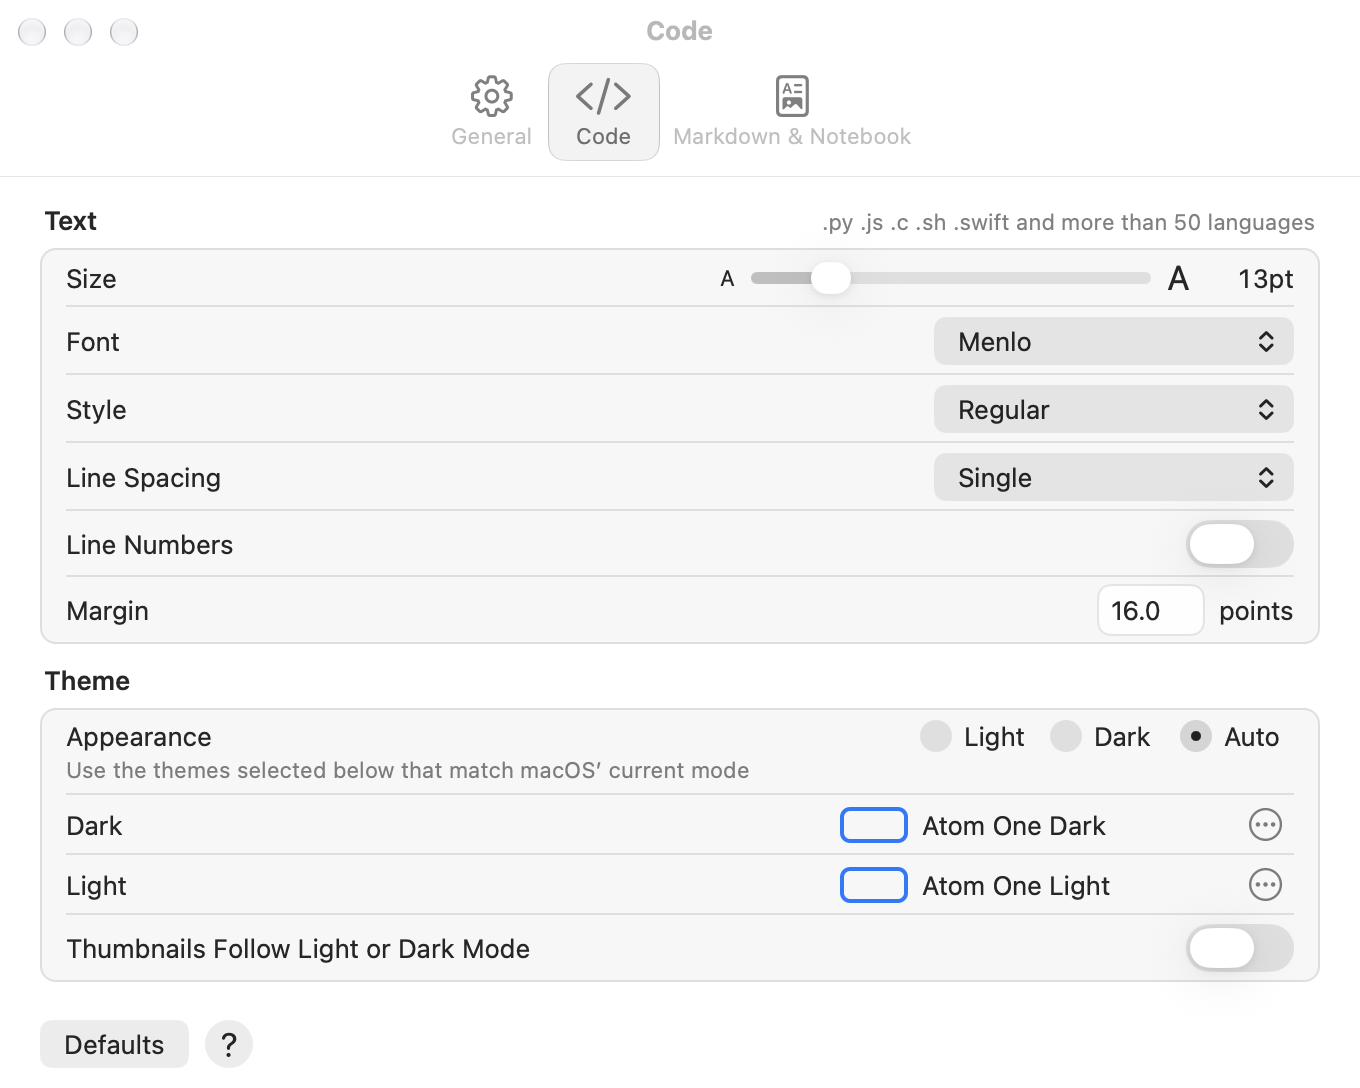 Code
General
Code
Markdown & Notebook
Text
.py .js .c .sh .swift and more than 50 languages
Size
A
A
13pt
Font
Menlo
Style
Regular
Line Spacing
Single
Line Numbers
Margin
16.0
points
Theme
Appearance
Light
Dark
Auto
Use the themes selected below that match macOS’ current mode
Dark
Atom One Dark
Light
Atom One Light
Thumbnails Follow Light or Dark Mode
Defaults
?